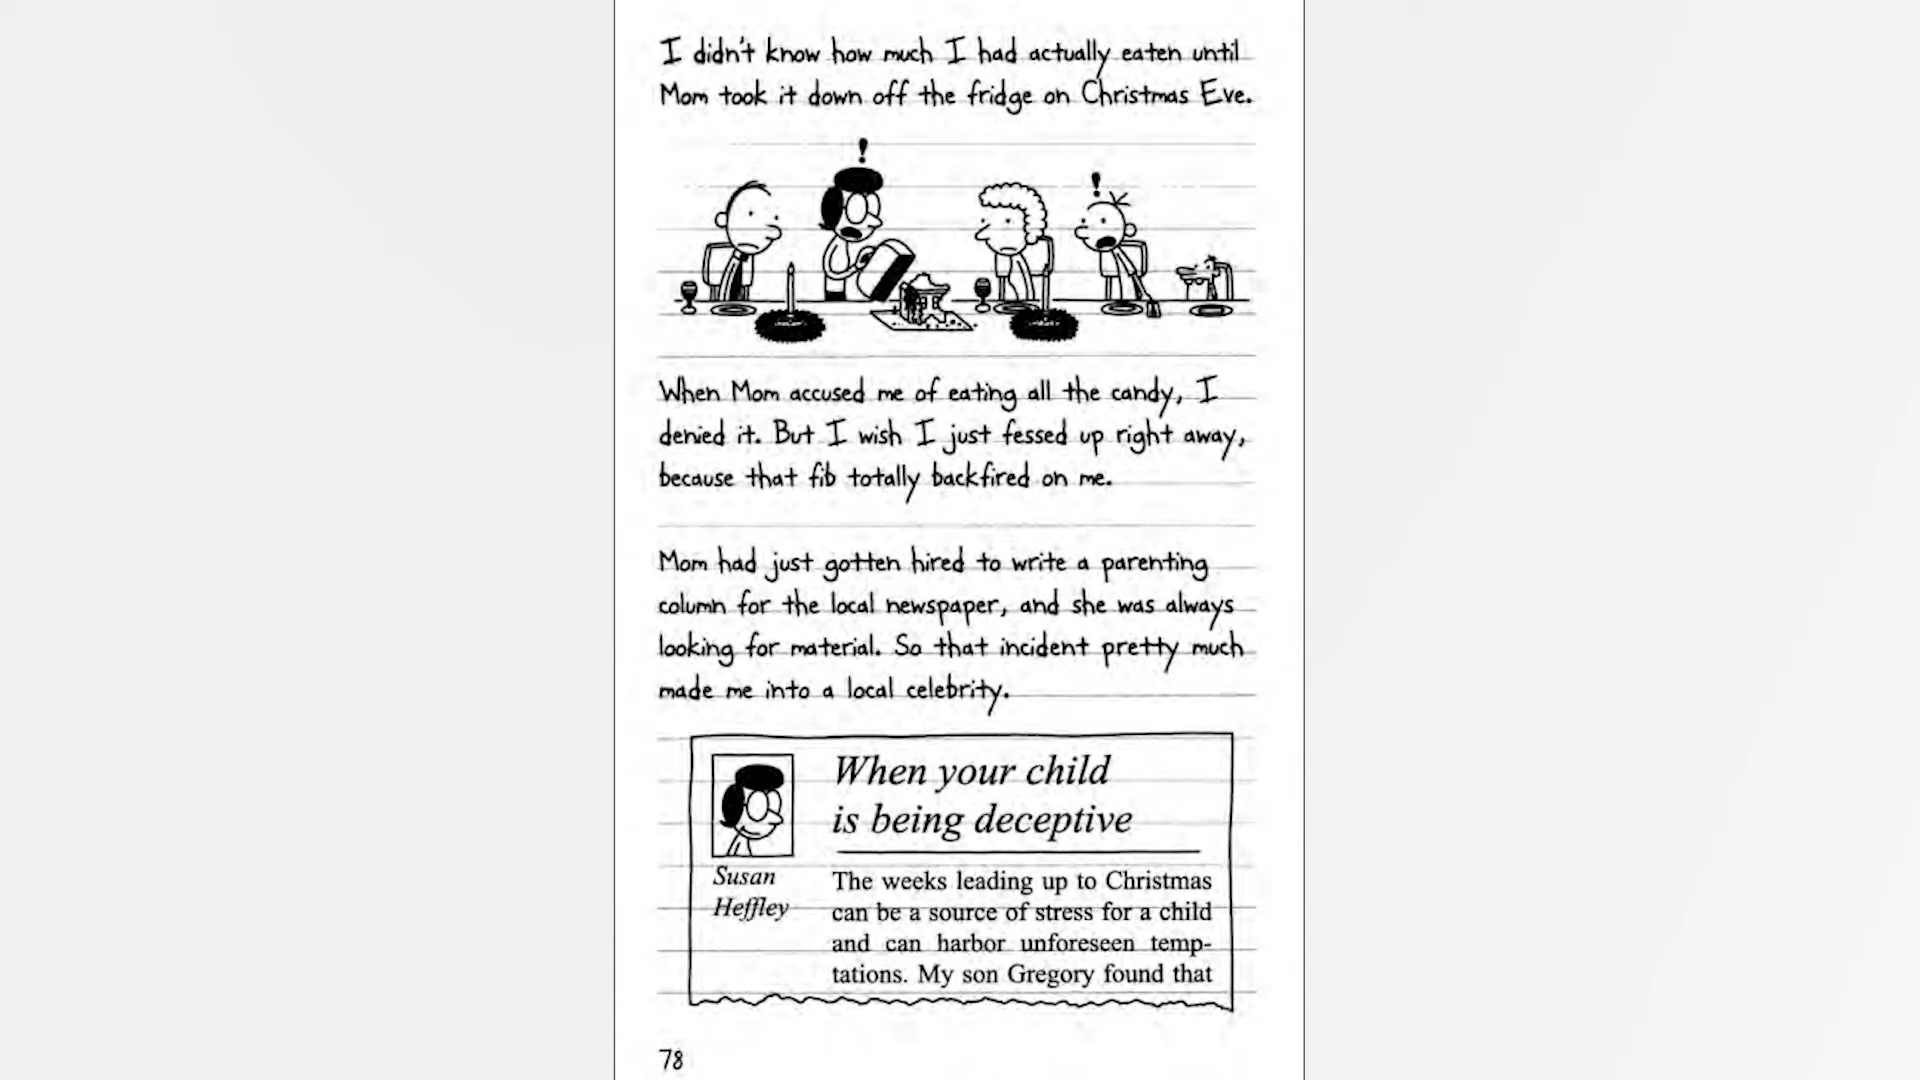 I didn't know how much I had actually eaten until
Mom took it down off the fridge on Christmas Eve.
!
!
When Mom accused me of eating all the candy, I
denied it. But I wish I just fessed up right away,
because that fib totally backfired on me.
Mom had just gotten hired to write a parenting
column for the local newspaper, and she was always
looking for material. So that incident pretty much
made me into a local celebrity.
When your child
is being deceptive
Susan
Heffley
The weeks leading up to Christmas
can be a source of stress for a child
and can harbor unforeseen temp-
tations. My son Gregory found that
78